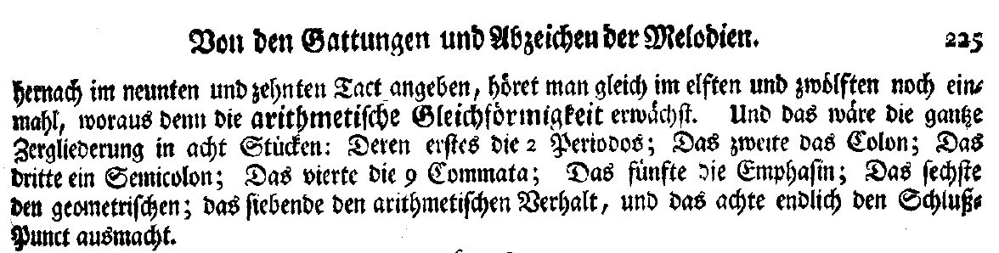 Von den Gattungen und Abzeichen der Melodien. 225
hernach im neunten und zehnten Tact angeben, höret man gleich im elften und zwölften noch ein⸗
mahl, woraus denn die arithmetische Gleichförmigkeit erwächst. Und das wäre die gantze
Zergliederung in acht Stücken: Deren erstes die 2 Periodos; Das zweite das Colon; Das
dritte ein Semicolon; Das vierte die 9 Commata; Das fünfte die Emphasin; Das sechste
den geometrischen; das siebende den arithmetischen Verhalt, und das achte endlich den Schluß⸗
Punct ausmacht.